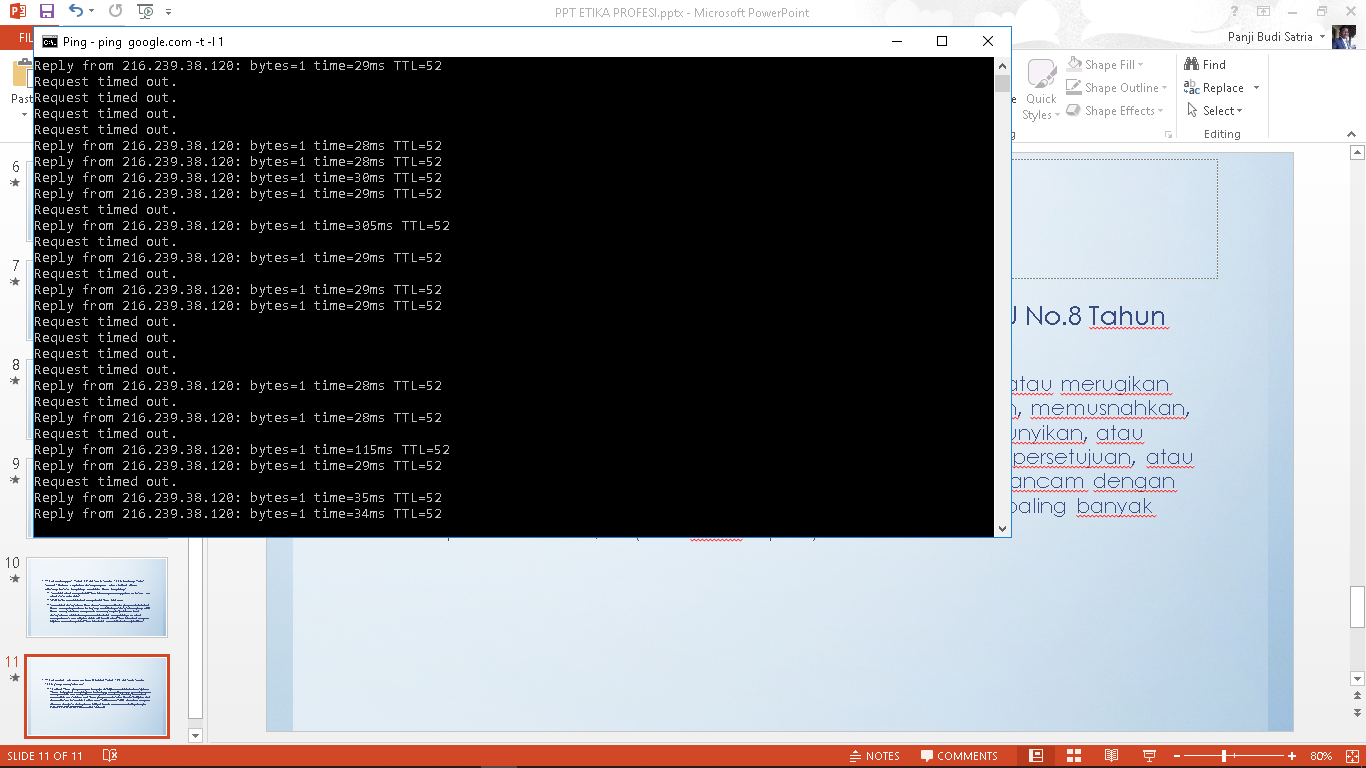 PPT ETIKA PROFESI.pptx - Microsoft PowerPoint
Panji Budi Satria
Ping - ping  google.com -t -l 1
Reply from 216.239.38.120: bytes=1 time=29ms TTL=52
Request timed out.
Request timed out.
Request timed out.
Request timed out.
Reply from 216.239.38.120: bytes=1 time=28ms TTL=52
Reply from 216.239.38.120: bytes=1 time=28ms TTL=52
Reply from 216.239.38.120: bytes=1 time=30ms TTL=52
Reply from 216.239.38.120: bytes=1 time=29ms TTL=52
Request timed out.
Reply from 216.239.38.120: bytes=1 time=305ms TTL=52
Request timed out.
Reply from 216.239.38.120: bytes=1 time=29ms TTL=52
Request timed out.
Reply from 216.239.38.120: bytes=1 time=29ms TTL=52
Reply from 216.239.38.120: bytes=1 time=29ms TTL=52
Request timed out.
Request timed out.
Request timed out.
Request timed out.
Reply from 216.239.38.120: bytes=1 time=28ms TTL=52
Request timed out.
Reply from 216.239.38.120: bytes=1 time=28ms TTL=52
Request timed out.
Reply from 216.239.38.120: bytes=1 time=115ms TTL=52
Reply from 216.239.38.120: bytes=1 time=29ms TTL=52
Request timed out.
Reply from 216.239.38.120: bytes=1 time=35ms TTL=52
Reply from 216.239.38.120: bytes=1 time=34ms TTL=52
FIL
Past
Quick
Styles
Shape Fill
Shape Outline
Shape Effects
Find
Replace
Select
Editing
6
7
8
9
10
11
No.8 Tahun
atau merugikan
memusnahkan,
atau
persetujuan, atau
dengan
paling banyak
SLIDE 11 OF 11
NOTES
COMMENTS
80%